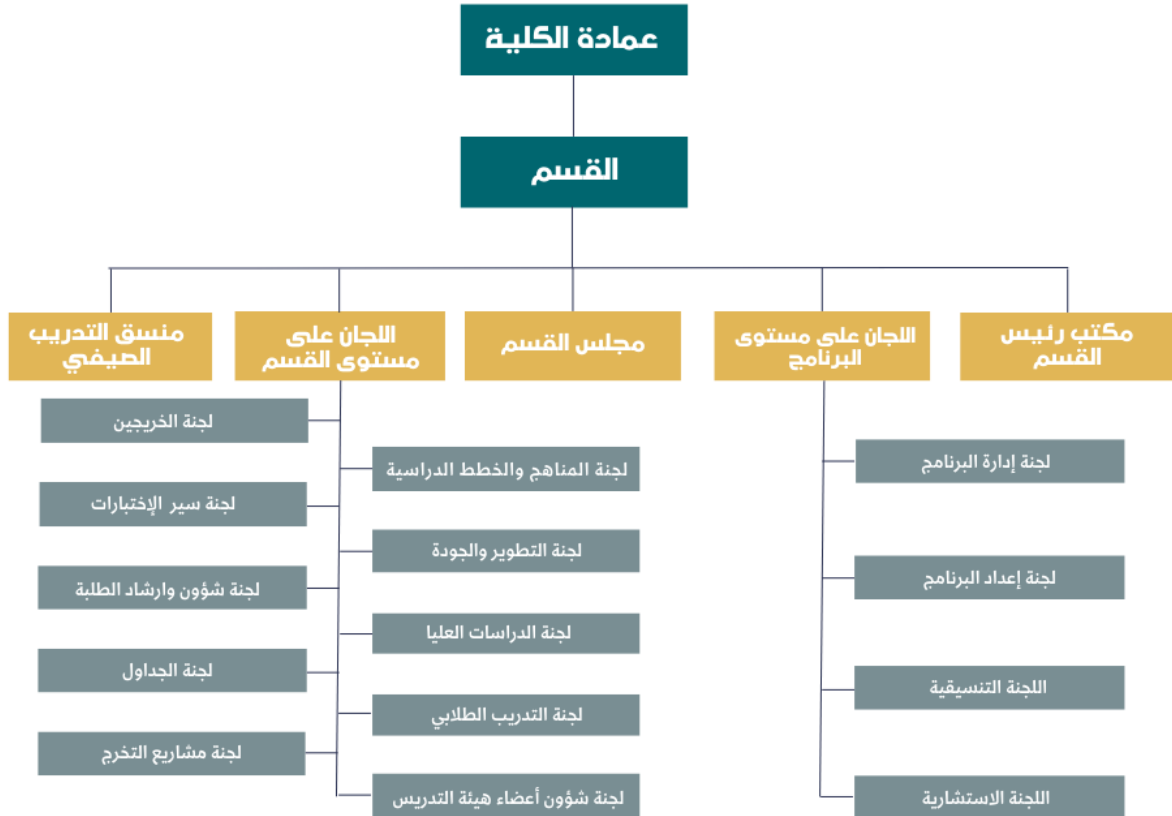 عمادة الكلية
القسم
مكتب رئيس
القسم
اللجان على مستوى
البرنامج
مجلس القسم
اللجان على
مستوى القسم
منسق التدريب
الصيفي
لجنة إدارة البرنامج
لجنة إعداد البرنامج
اللجنة التنسيقية
اللجنة الاستشارية
لجنة المناهج والخطط الدراسية
لجنة التطوير والجودة
لجنة الدراسات العليا
لجنة التدريب الطلابي
لجنة شؤون أعضاء هيئة التدريس
لجنة الخريجين
لجنة سير الإختبارات
لجنة شؤون وارشاد الطلبة
لجنة الجداول
لجنة مشاريع التخرج